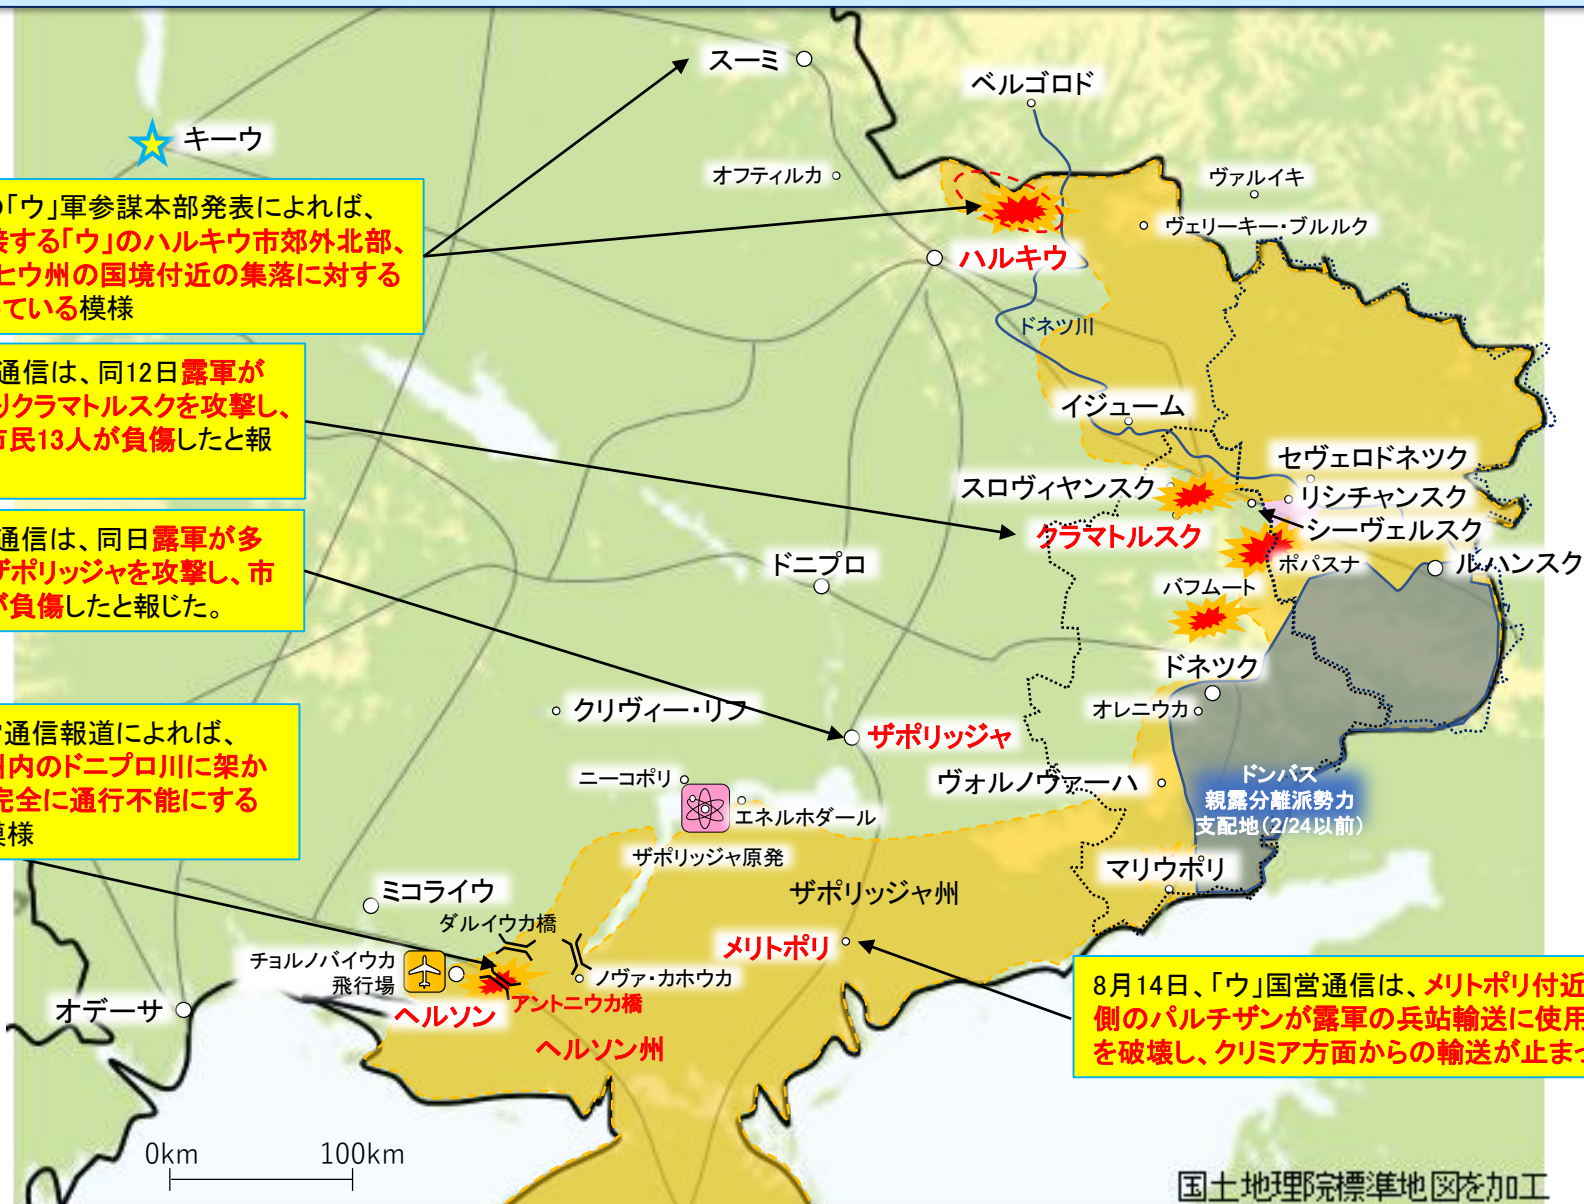 スーミ
ベルゴロド
キーウ
オフティルカ
ヴァルイキ
ヴェリーキー・ブルルク
「ウ」軍参謀本部発表によれば、
接する「ウ」のハルキウ市郊外北部、
ヒウ州の国境付近の集落に対する
ている模様
ハルキウ
ドネツ川
通信は、同12日露軍が
りクラマトルスクを攻撃し、
市民13人が負傷したと報
イジューム
セヴェロドネツク
スロヴィヤンスク
リシチャンスク
シーヴェルスク
クラマトルスク
通信は、同日露軍が多
ザポリッジャを攻撃し、市
が負傷したと報じた。
ドニプロ
ポパスナ
ルハンスク
バフムート
ドネツク
オレニウカ
クリヴィー・リフ
ザポリッジャ
通信報道によれば、
州内のドニプロ川に架か
完全に通行不能にする
模様
ニーコポリ
エネルホダール
ザポリッジャ原発
ヴォルノヴァーハ
ドンバス
親露分離派勢力
支配地(2/24以前)
マリウポリ
ザポリッジャ州
ミコライウ
ダルイウカ橋
メリトポリ
チョルノバイウカ
飛行場
ノヴァ・カホウカ
アントニウカ橋
ヘルソン
オデーサ
ヘルソン州
8月14日、「ウ」国営通信は、メリトポリ付近
側のパルチザンが露軍の兵站輸送に使用
を破壊し、クリミア方面からの輸送が止まっ
0km
100km
国土地理院標準地図を加工